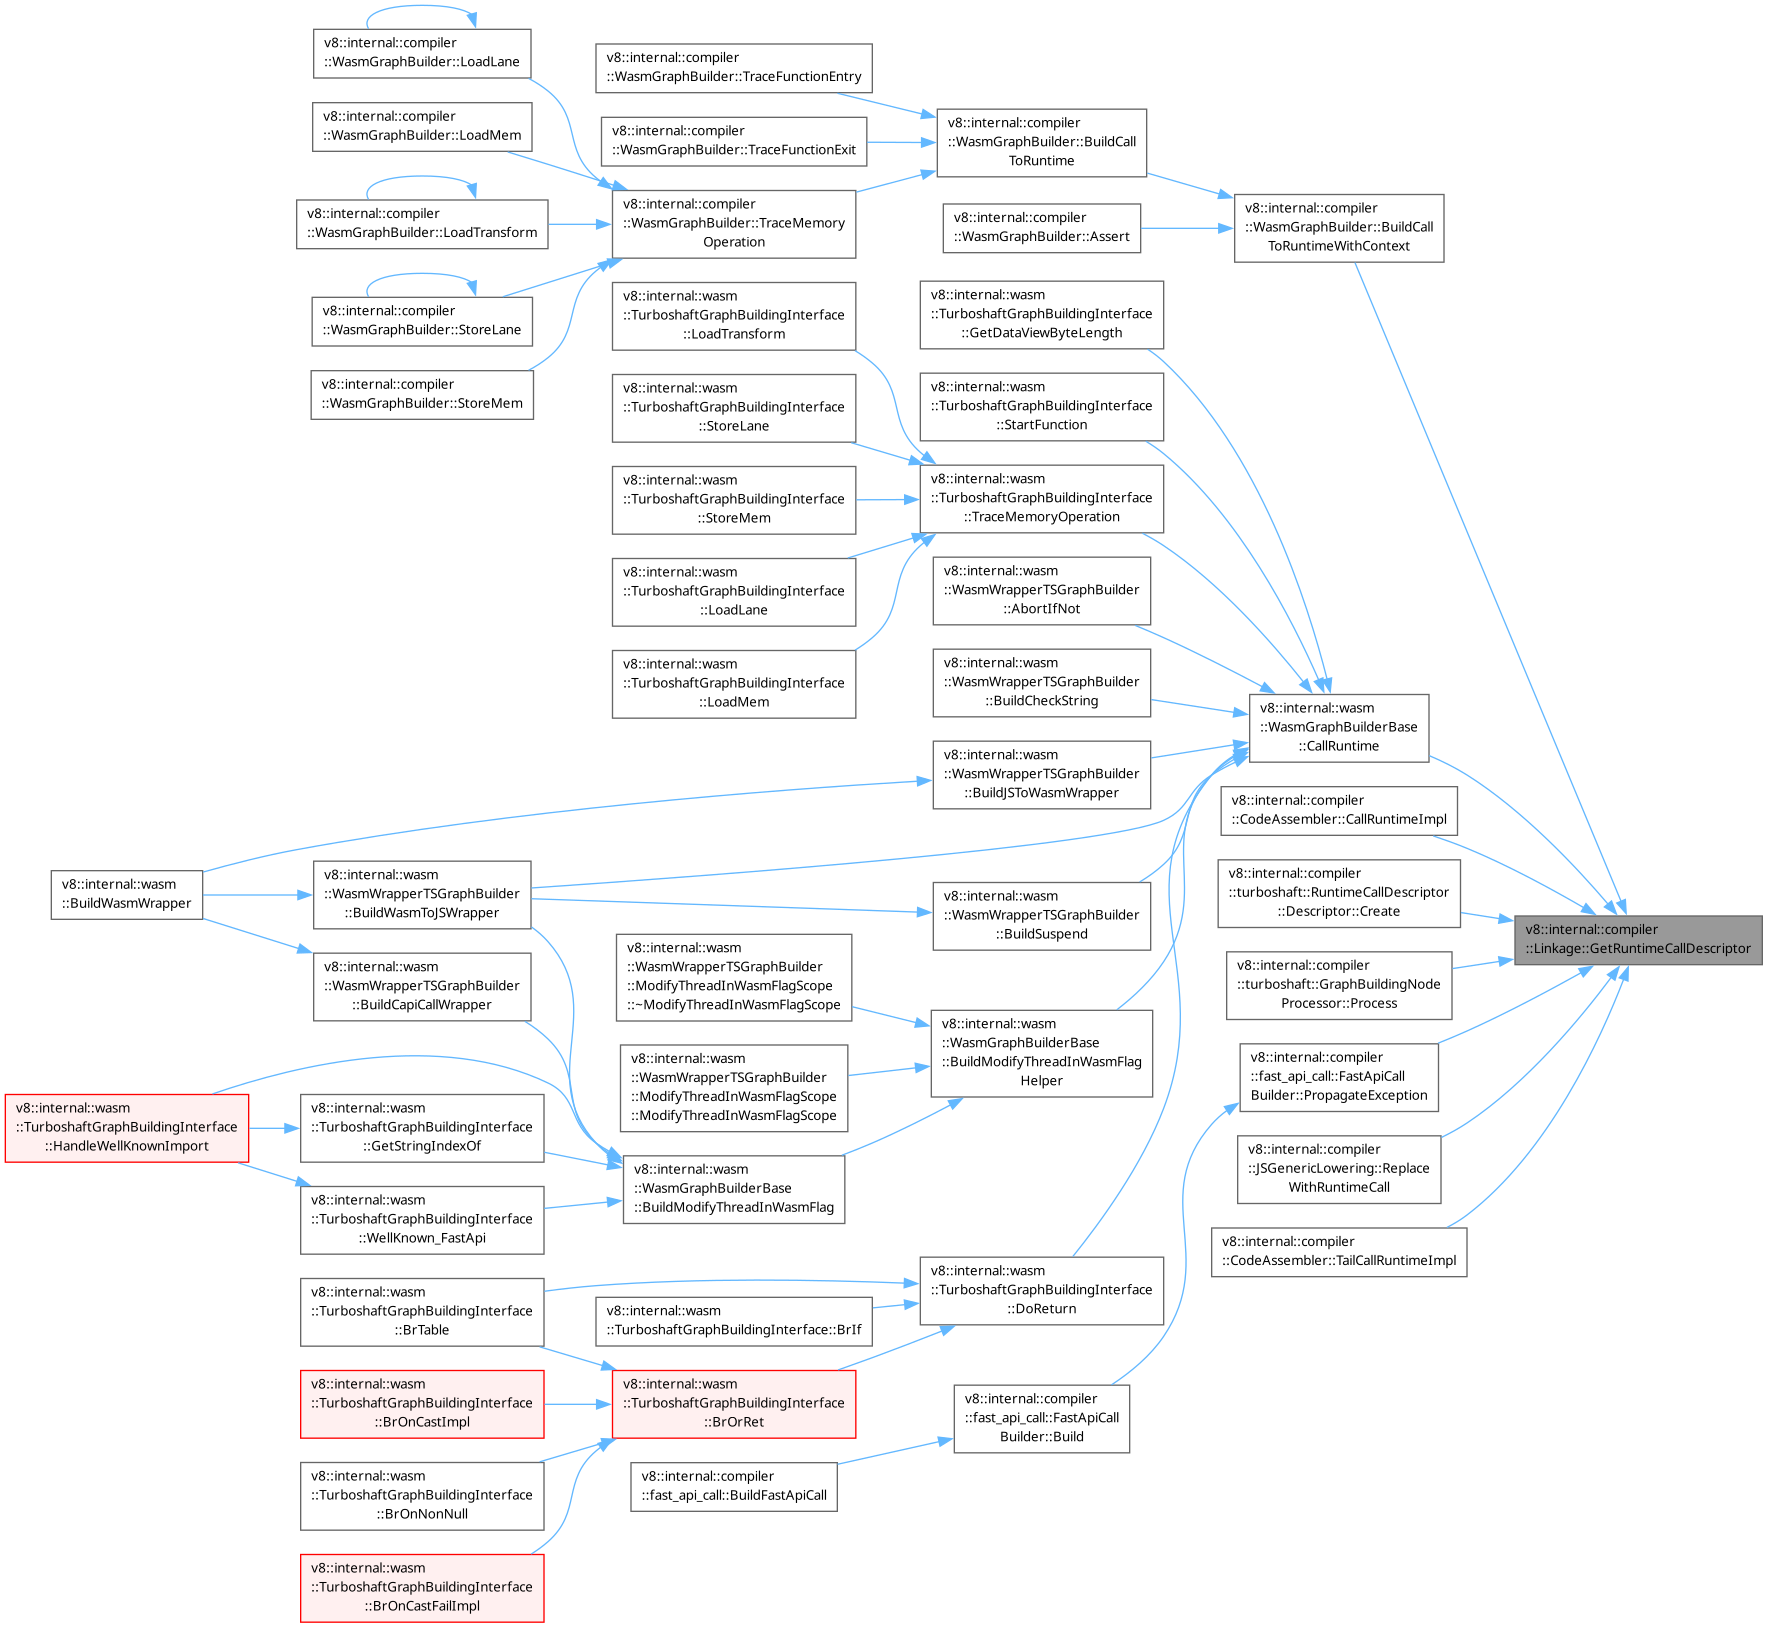 v8::internal::compiler
::WasmGraphBuilder::LoadLane
v8::internal::compiler
::WasmGraphBuilder::LoadMem
v8::internal::compiler
::WasmGraphBuilder::LoadTransform
v8::internal::compiler
::WasmGraphBuilder::StoreLane
v8::internal::compiler
::WasmGraphBuilder::StoreMem
v8::internal::compiler
::WasmGraphBuilder::TraceFunctionEntry
v8::internal::compiler
::WasmGraphBuilder::TraceFunctionExit
v8::internal::compiler
::WasmGraphBuilder::TraceMemory
Operation
v8::internal::compiler
::WasmGraphBuilder::BuildCall
ToRuntime
v8::internal::compiler
::WasmGraphBuilder::Assert
v8::internal::compiler
::WasmGraphBuilder::BuildCall
ToRuntimeWithContext
v8::internal::wasm
::TurboshaftGraphBuildingInterface
::LoadTransform
v8::internal::wasm
::TurboshaftGraphBuildingInterface
::StoreLane
v8::internal::wasm
::TurboshaftGraphBuildingInterface
::StoreMem
v8::internal::wasm
::TurboshaftGraphBuildingInterface
::LoadLane
v8::internal::wasm
::TurboshaftGraphBuildingInterface
::LoadMem
v8::internal::wasm
::TurboshaftGraphBuildingInterface
::GetDataViewByteLength
v8::internal::wasm
::TurboshaftGraphBuildingInterface
::StartFunction
v8::internal::wasm
::TurboshaftGraphBuildingInterface
::TraceMemoryOperation
v8::internal::wasm
::WasmWrapperTSGraphBuilder
::AbortIfNot
v8::internal::wasm
::WasmWrapperTSGraphBuilder
::BuildCheckString
v8::internal::wasm
::WasmWrapperTSGraphBuilder
::BuildJSToWasmWrapper
v8::internal::wasm
::WasmGraphBuilderBase
::CallRuntime
v8::internal::compiler
::CodeAssembler::CallRuntimeImpl
v8::internal::compiler
::turboshaft::RuntimeCallDescriptor
::Descriptor::Create
v8::internal::compiler
::Linkage::GetRuntimeCallDescriptor
v8::internal::compiler
::turboshaft::GraphBuildingNode
Processor::Process
v8::internal::compiler
::fast_api_call::FastApiCall
Builder::PropagateException
v8::internal::compiler
::JSGenericLowering::Replace
WithRuntimeCall
v8::internal::compiler
::CodeAssembler::TailCallRuntimeImpl
v8::internal::wasm
::BuildWasmWrapper
v8::internal::wasm
::WasmWrapperTSGraphBuilder
::BuildWasmToJSWrapper
v8::internal::wasm
::WasmWrapperTSGraphBuilder
::BuildCapiCallWrapper
v8::internal::wasm
::WasmWrapperTSGraphBuilder
::BuildSuspend
v8::internal::wasm
::WasmWrapperTSGraphBuilder
::ModifyThreadInWasmFlagScope
::~ModifyThreadInWasmFlagScope
v8::internal::wasm
::WasmWrapperTSGraphBuilder
::ModifyThreadInWasmFlagScope
::ModifyThreadInWasmFlagScope
v8::internal::wasm
::WasmGraphBuilderBase
::BuildModifyThreadInWasmFlag
Helper
v8::internal::wasm
::TurboshaftGraphBuildingInterface
::HandleWellKnownImport
v8::internal::wasm
::TurboshaftGraphBuildingInterface
::GetStringIndexOf
v8::internal::wasm
::TurboshaftGraphBuildingInterface
::WellKnown_FastApi
v8::internal::wasm
::WasmGraphBuilderBase
::BuildModifyThreadInWasmFlag
v8::internal::wasm
::TurboshaftGraphBuildingInterface
::BrTable
v8::internal::wasm
::TurboshaftGraphBuildingInterface::BrIf
v8::internal::wasm
::TurboshaftGraphBuildingInterface
::DoReturn
v8::internal::wasm
::TurboshaftGraphBuildingInterface
::BrOnCastImpl
v8::internal::wasm
::TurboshaftGraphBuildingInterface
::BrOrRet
v8::internal::compiler
::fast_api_call::FastApiCall
Builder::Build
v8::internal::wasm
::TurboshaftGraphBuildingInterface
::BrOnNonNull
v8::internal::compiler
::fast_api_call::BuildFastApiCall
v8::internal::wasm
::TurboshaftGraphBuildingInterface
::BrOnCastFailImpl